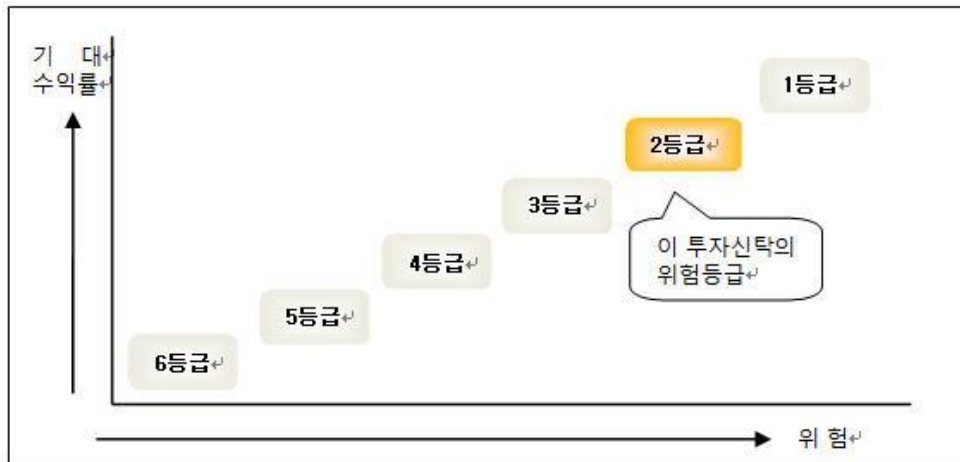 기 대
수익률
1등급
2등급
3등급
이 투자신탁의
위험등급
4등급
5등급
6등급
위 험